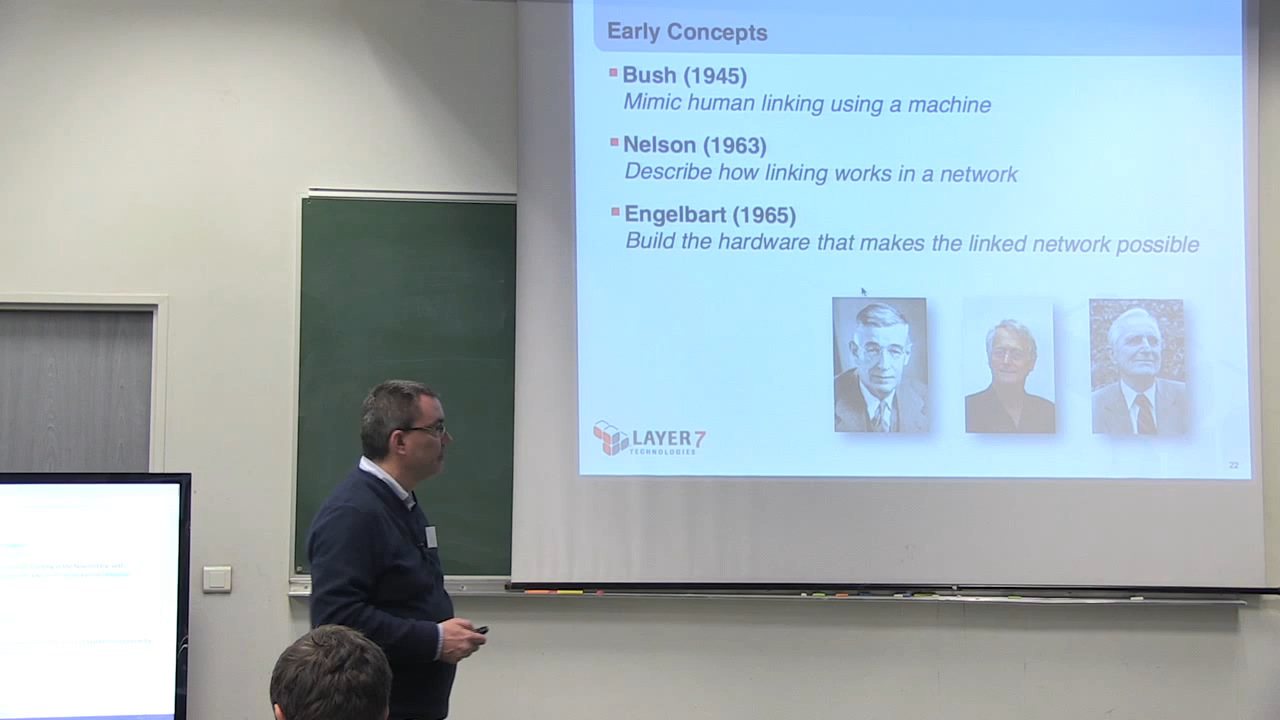 Early Concepts
Bush (1945)
Mimic human linking using a machine
Nelson (1963)
Describe how linking works in a network
Engelbart (1965)
Build the hardware that makes the linked network possible
LAYER 7
TECHNOLOGIES
22